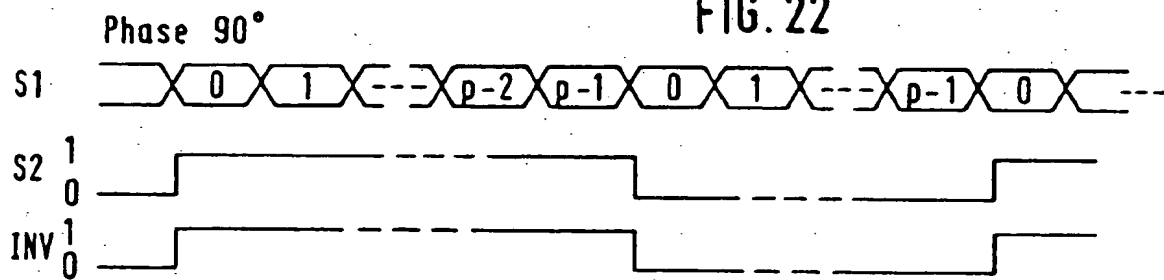 FIG. 22
Phase 90°
S1 0 1 p-2 p-1 0 1 p-1 0
S2 1 0
INV 1 0